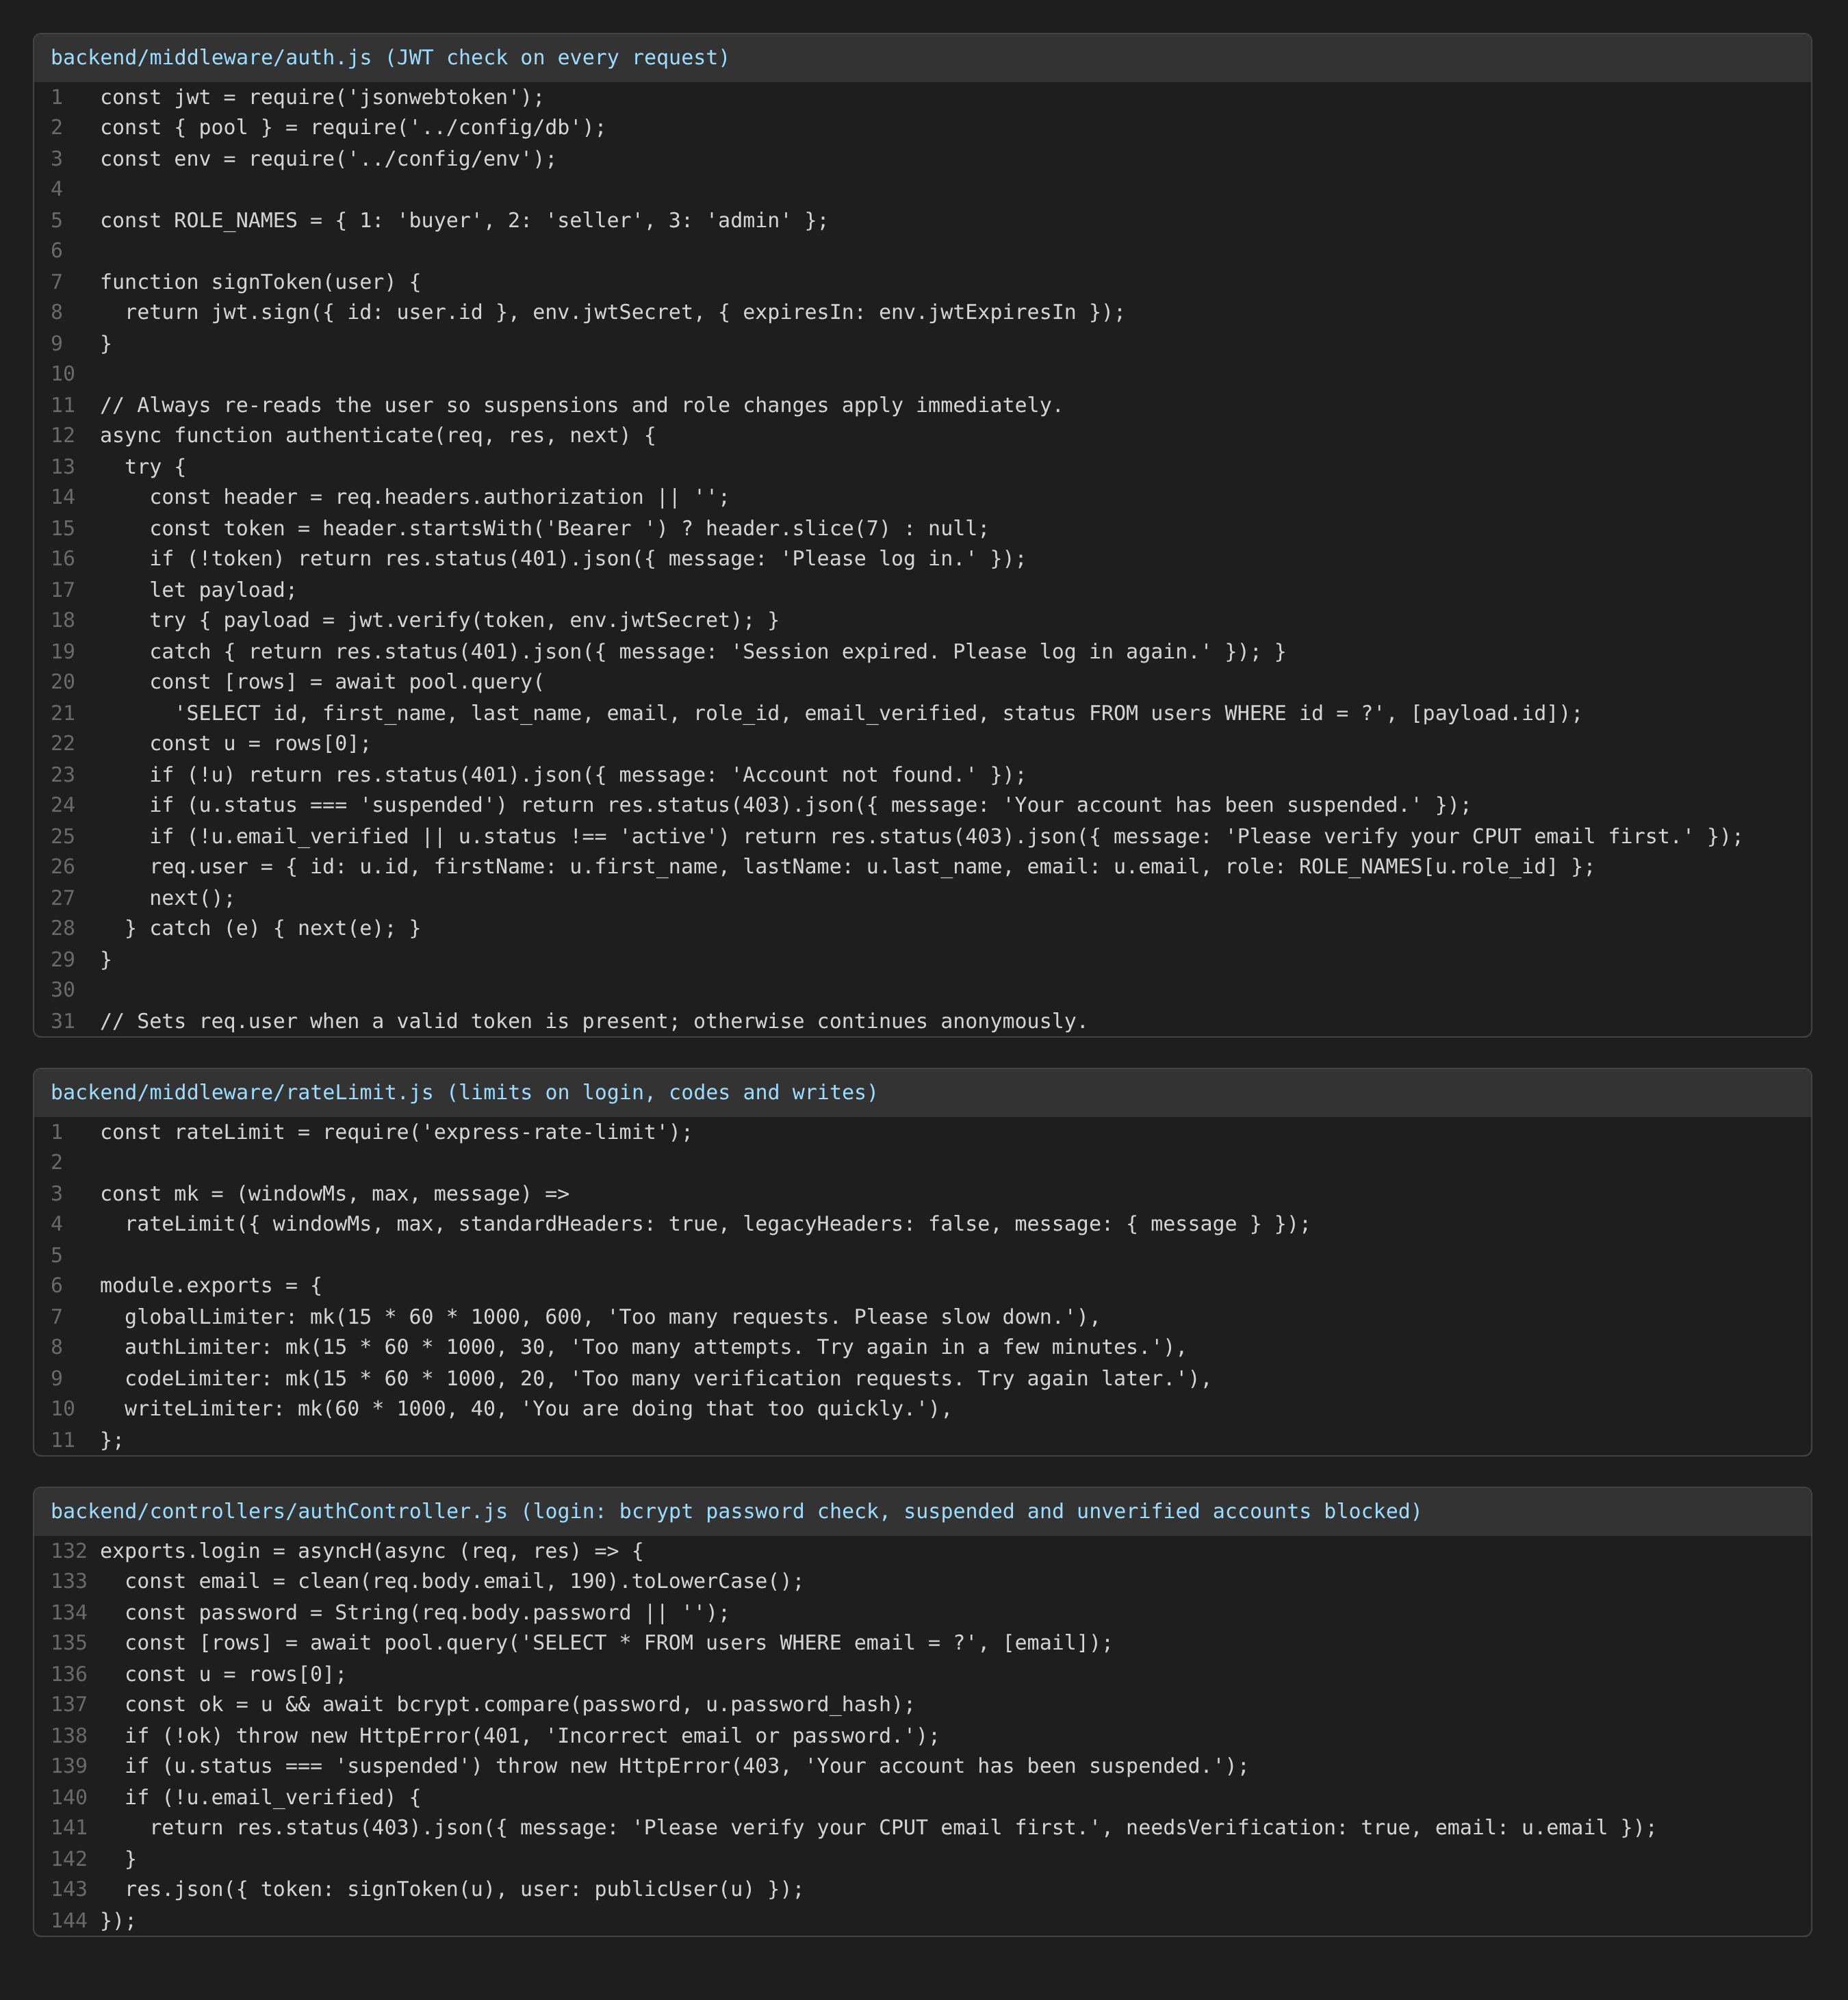 backend/middleware/auth.js (JWT check on every request)
1 const jwt = require('jsonwebtoken');
2 const { pool } = require('../config/db');
3 const env = require('../config/env');
4
5 const ROLE_NAMES = { 1: 'buyer', 2: 'seller', 3: 'admin' };
6
7 function signToken(user) {
8   return jwt.sign({ id: user.id }, env.jwtSecret, { expiresIn: env.jwtExpiresIn });
9 }
10
11 // Always re-reads the user so suspensions and role changes apply immediately.
12 async function authenticate(req, res, next) {
13   try {
14     const header = req.headers.authorization || '';
15     const token = header.startsWith('Bearer ') ? header.slice(7) : null;
16     if (!token) return res.status(401).json({ message: 'Please log in.' });
17     let payload;
18     try { payload = jwt.verify(token, env.jwtSecret); }
19     catch { return res.status(401).json({ message: 'Session expired. Please log in again.' }); }
20     const [rows] = await pool.query(
21       'SELECT id, first_name, last_name, email, role_id, email_verified, status FROM users WHERE id = ?', [payload.id]);
22     const u = rows[0];
23     if (!u) return res.status(401).json({ message: 'Account not found.' });
24     if (u.status === 'suspended') return res.status(403).json({ message: 'Your account has been suspended.' });
25     if (!u.email_verified || u.status !== 'active') return res.status(403).json({ message: 'Please verify your CPUT email first.' });
26     req.user = { id: u.id, firstName: u.first_name, lastName: u.last_name, email: u.email, role: ROLE_NAMES[u.role_id] };
27     next();
28   } catch (e) { next(e); }
29 }
30
31 // Sets req.user when a valid token is present; otherwise continues anonymously.
backend/middleware/rateLimit.js (limits on login, codes and writes)
1 const rateLimit = require('express-rate-limit');
2
3 const mk = (windowMs, max, message) =>
4   rateLimit({ windowMs, max, standardHeaders: true, legacyHeaders: false, message: { message } });
5
6 module.exports = {
7   globalLimiter: mk(15 * 60 * 1000, 600, 'Too many requests. Please slow down.'),
8   authLimiter: mk(15 * 60 * 1000, 30, 'Too many attempts. Try again in a few minutes.'),
9   codeLimiter: mk(15 * 60 * 1000, 20, 'Too many verification requests. Try again later.'),
10   writeLimiter: mk(60 * 1000, 40, 'You are doing that too quickly.'),
11 };
backend/controllers/authController.js (login: bcrypt password check, suspended and unverified accounts blocked)
132 exports.login = asyncH(async (req, res) => {
133   const email = clean(req.body.email, 190).toLowerCase();
134   const password = String(req.body.password || '');
135   const [rows] = await pool.query('SELECT * FROM users WHERE email = ?', [email]);
136   const u = rows[0];
137   const ok = u && await bcrypt.compare(password, u.password_hash);
138   if (!ok) throw new HttpError(401, 'Incorrect email or password.');
139   if (u.status === 'suspended') throw new HttpError(403, 'Your account has been suspended.');
140   if (!u.email_verified) {
141     return res.status(403).json({ message: 'Please verify your CPUT email first.', needsVerification: true, email: u.email });
142   }
143   res.json({ token: signToken(u), user: publicUser(u) });
144 });